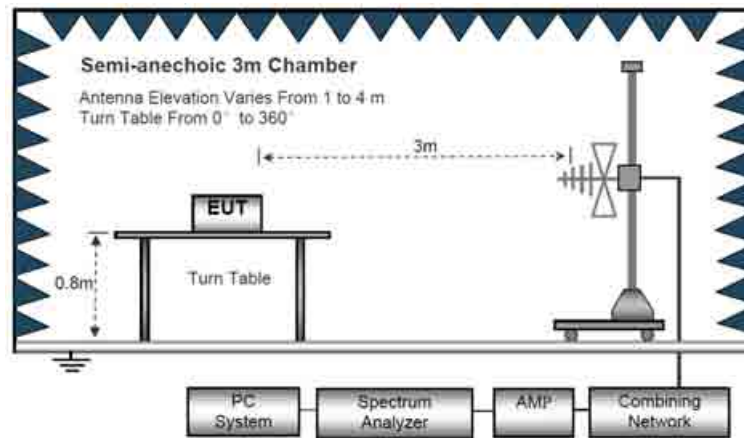 Semi-anechoic 3m Chamber
Antenna Elevation Varies From 1 to 4 m
Turn Table From 0° to 360°
3m
EUT
0.8m
Turn Table
PC
System
Spectrum
Analyzer
AMP
Combining
Network